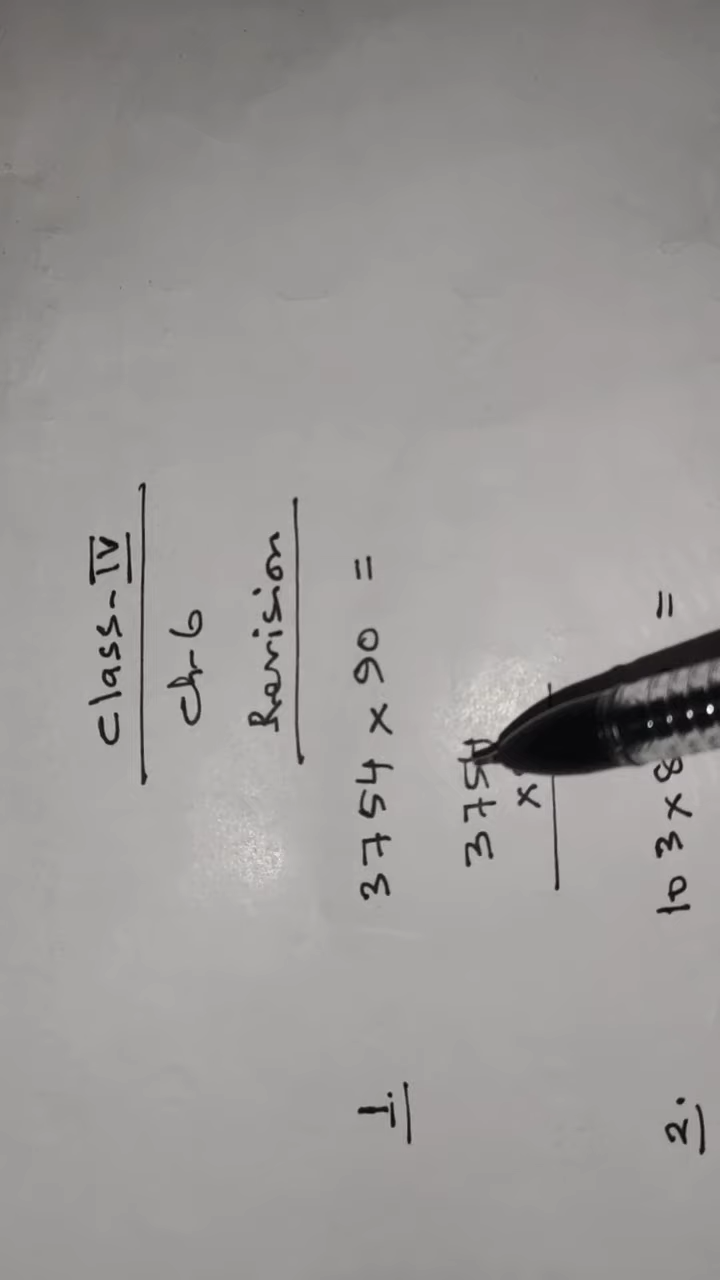 Class-IV
Ch-6
Revision
1. 3754 x 90 =
3754
x
2. 103 x 8 =